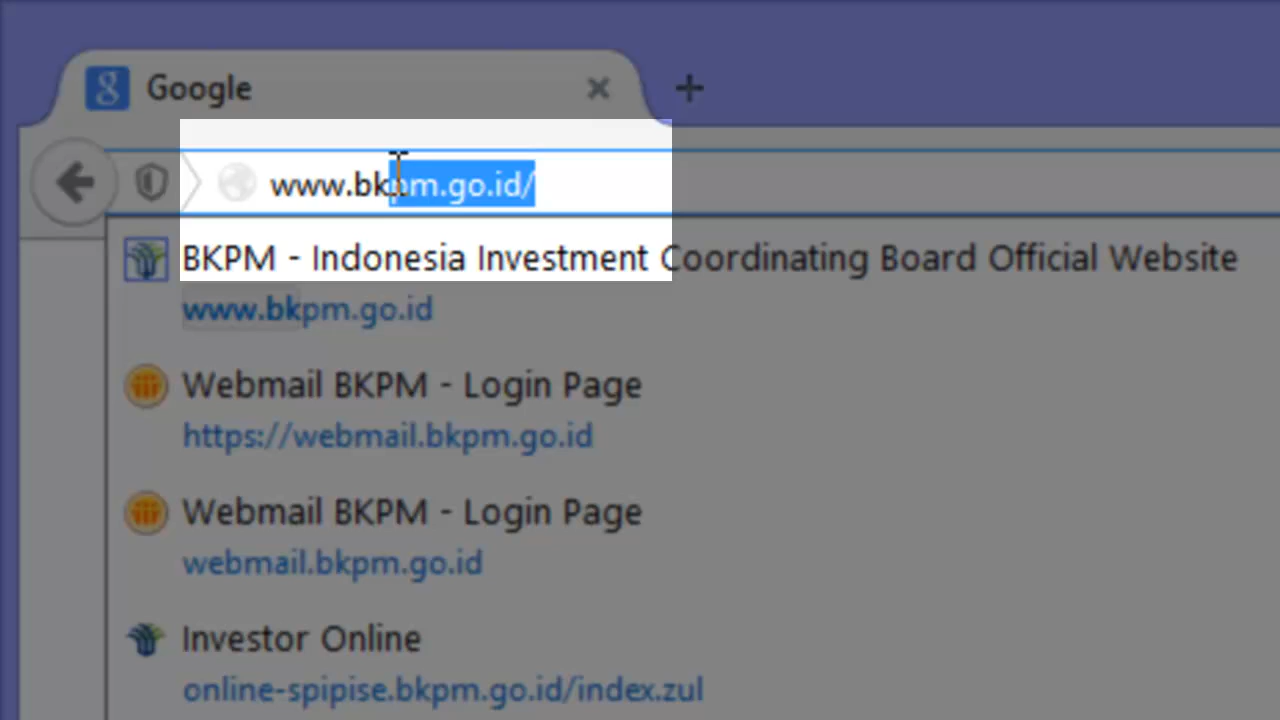 Google
www.bkpm.go.id/
BKPM - Indonesia Investment Coordinating Board Official Website
www.bkpm.go.id
Webmail BKPM - Login Page
https://webmail.bkpm.go.id
Webmail BKPM - Login Page
webmail.bkpm.go.id
Investor Online
online-spipise.bkpm.go.id/index.zul